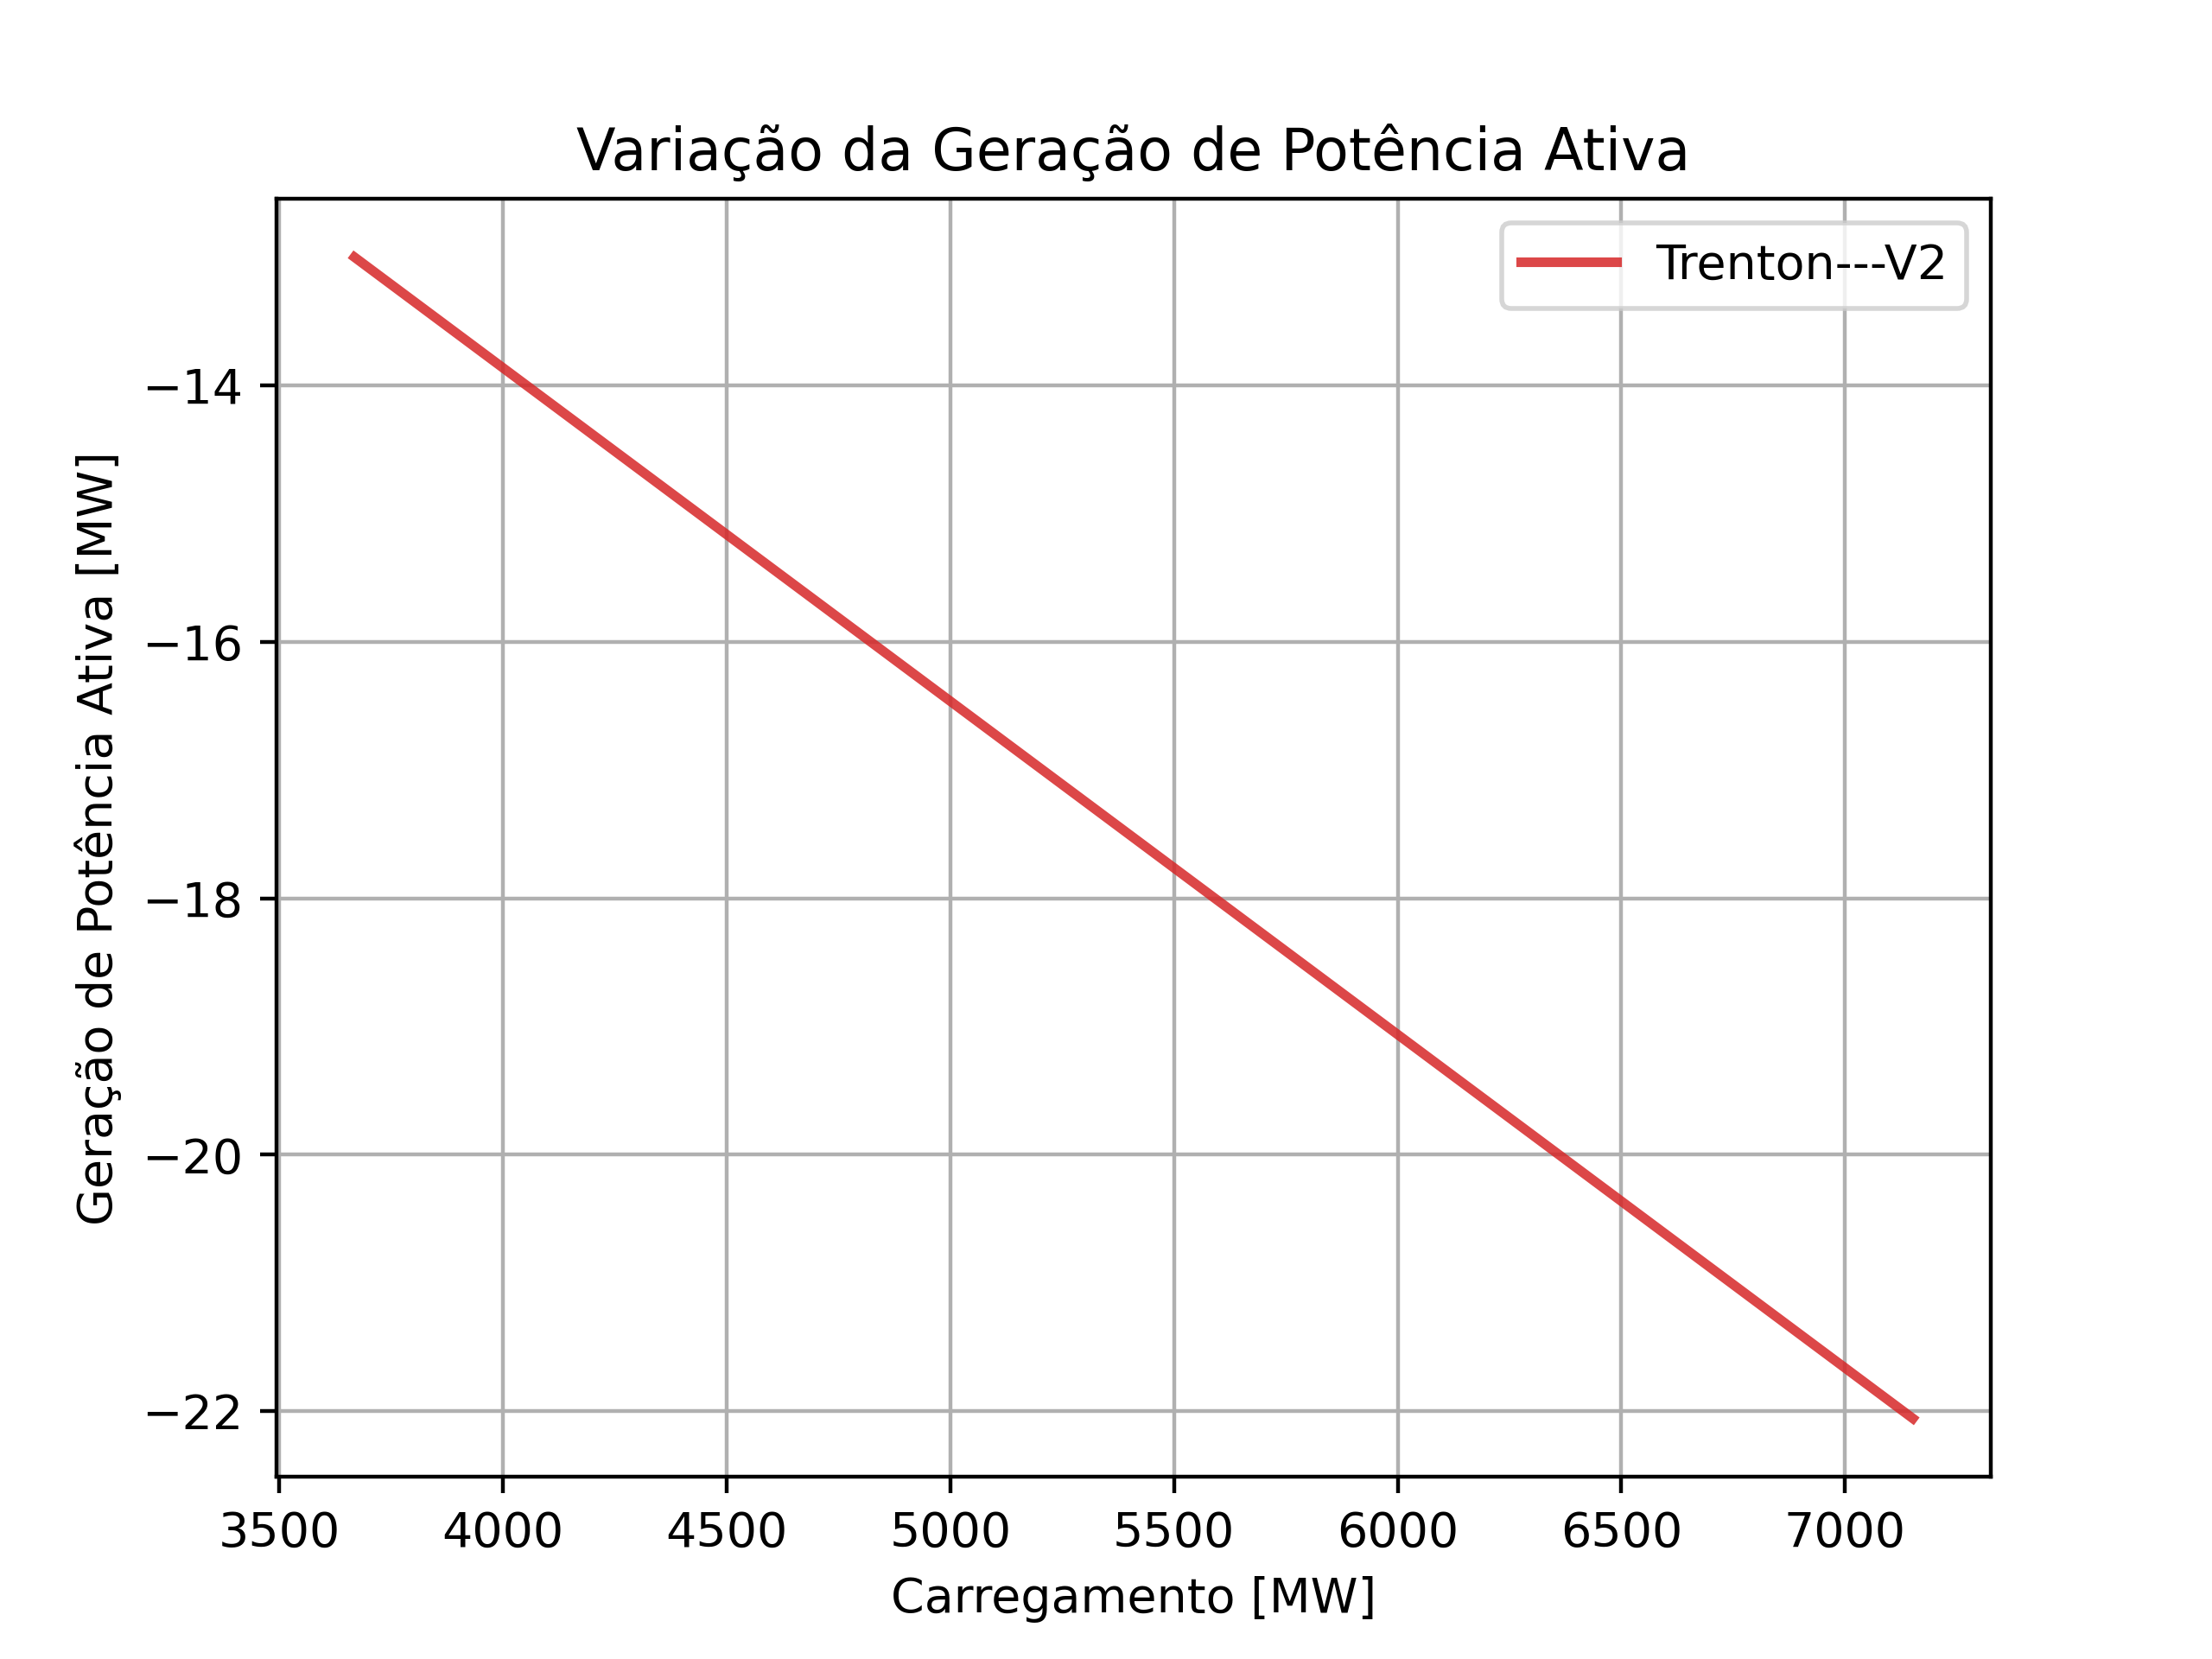 Variação da Geração de Potência Ativa
Trenton---V2
Geração de Potência Ativa [MW]
−14
−16
−18
−20
−22
3500 4000 4500 5000 5500 6000 6500 7000
Carregamento [MW]